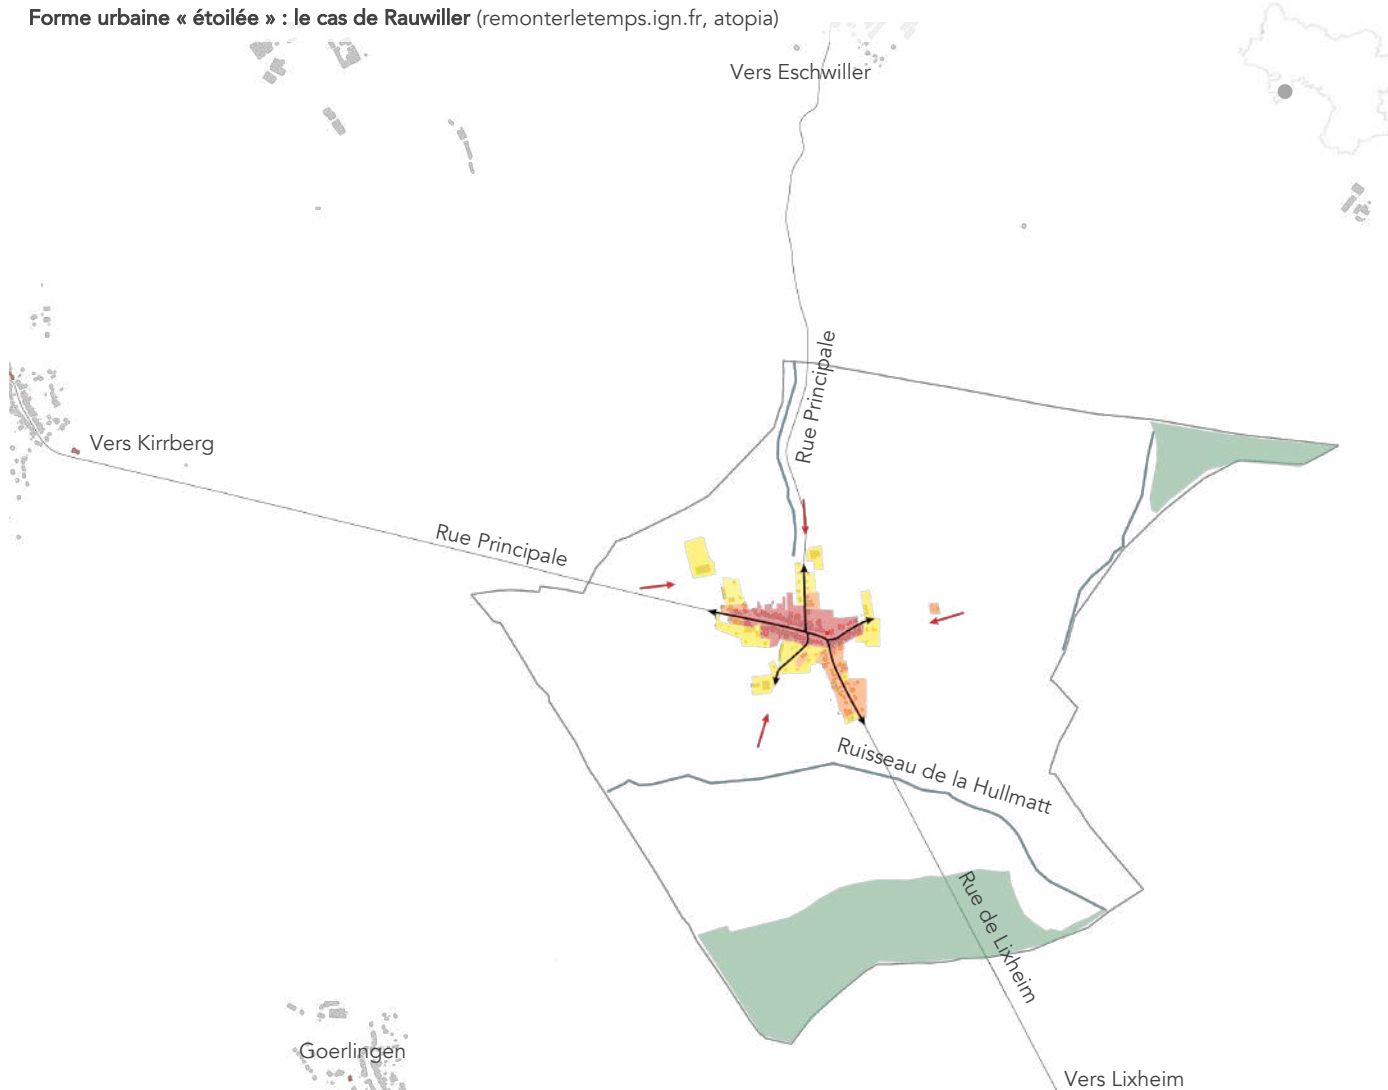 Forme urbaine « étoilée » : le cas de Rauwiller (remonterletemps.ign.fr, atopia)
Vers Eschwiller
Rue Principale
Vers Kirrberg
Rue Principale
Ruisseau de la Hullmatt
Rue de Lixheim
Goerlingen
Vers Lixheim